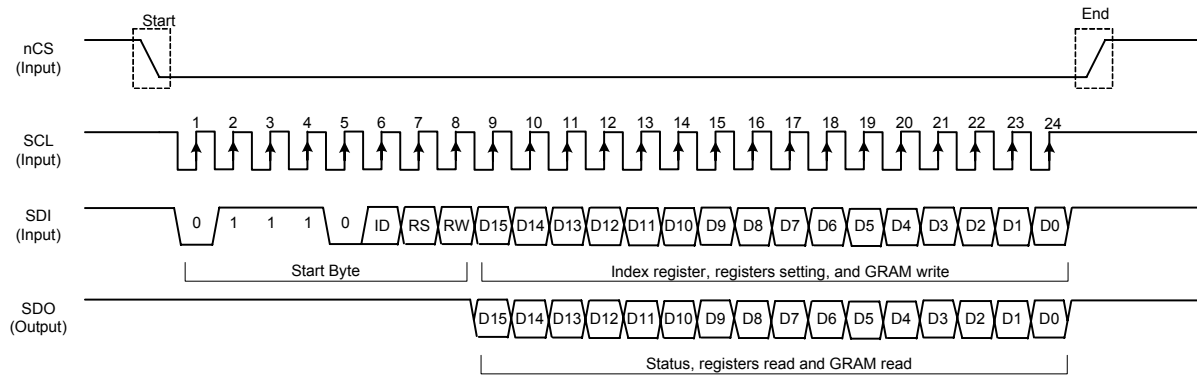 Start End
nCS
(Input)
1 2 3 4 5 6 7 8 9 10 11 12 13 14 15 16 17 18 19 20 21 22 23 24
SCL
(Input)
SDI
(Input)
0 1 1 1 0 ID RS RW D15 D14 D13 D12 D11 D10 D9 D8 D7 D6 D5 D4 D3 D2 D1 D0
Start Byte Index register, registers setting, and GRAM write
SDO
(Output)
D15 D14 D13 D12 D11 D10 D9 D8 D7 D6 D5 D4 D3 D2 D1 D0
Status, registers read and GRAM read